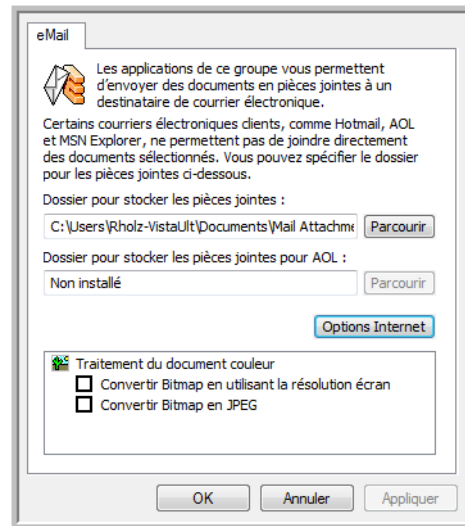 eMail
Les applications de ce groupe vous permettent
d'envoyer des documents en pièces jointes à un
destinataire de courrier électronique.
Certains courriers électroniques clients, comme Hotmail, AOL
et MSN Explorer, ne permettent pas de joindre directement
des documents sélectionnés. Vous pouvez spécifier le dossier
pour les pièces jointes ci-dessous.
Dossier pour stocker les pièces jointes :
C:\Users\Rholz-VistaUlt\Documents\Mail Attachme Parcourir
Dossier pour stocker les pièces jointes pour AOL :
Non installé Parcourir
Options Internet
Traitement du document couleur
Convertir Bitmap en utilisant la résolution écran
Convertir Bitmap en JPEG
OK Annuler Appliquer